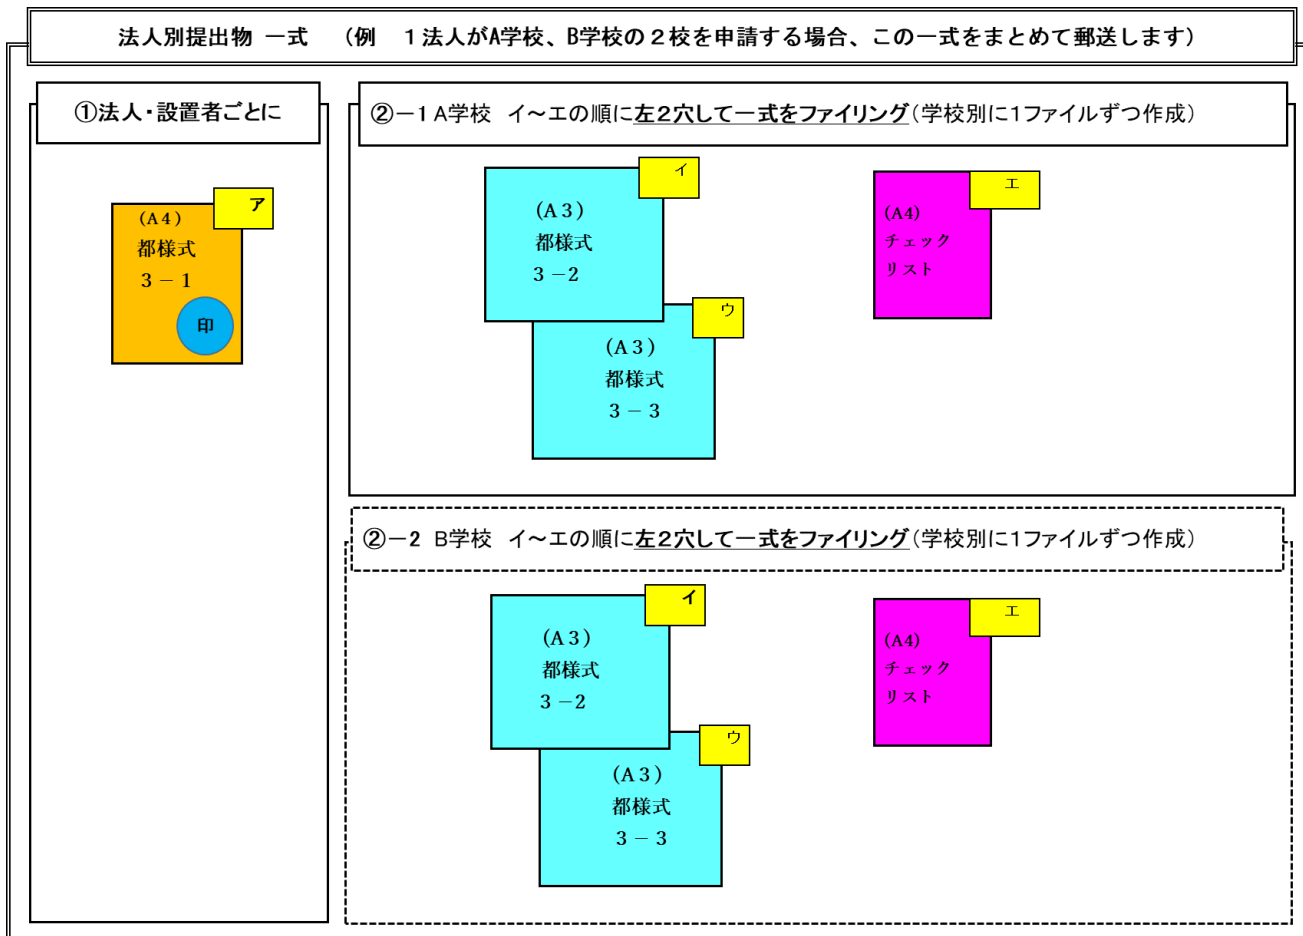 法人別提出物 一式　（例　１法人がA学校、B学校の２校を申請する場合、この一式をまとめて郵送します）
①法人・設置者ごとに
ア
（A４）
都様式
３－１
印
②－１ A学校　イ～エの順に左２穴して一式をファイリング（学校別に１ファイルずつ作成）
イ
（A３）
都様式
３－2
ウ
（A３）
都様式
３－３
エ
(A4)
チェック
リスト
②－2 B学校　イ～エの順に左２穴して一式をファイリング（学校別に１ファイルずつ作成）
イ
（A３）
都様式
３－2
ウ
（A３）
都様式
３－３
エ
(A4)
チェック
リスト